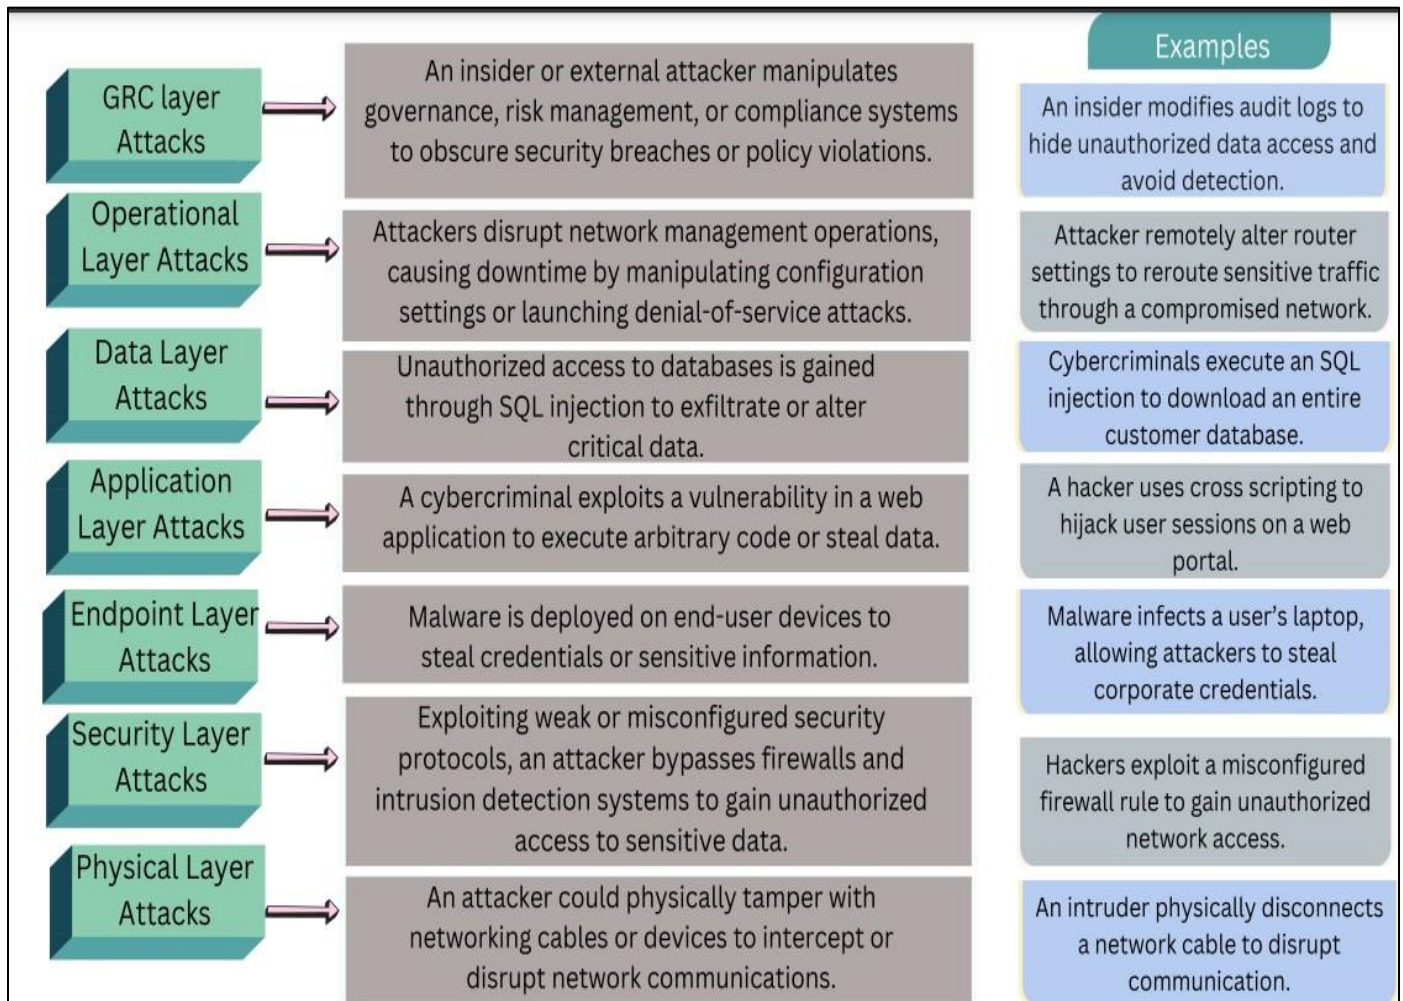 Examples
GRC layer
Attacks
An insider or external attacker manipulates
governance, risk management, or compliance systems
to obscure security breaches or policy violations.
An insider modifies audit logs to
hide unauthorized data access and
avoid detection.
Operational
Layer Attacks
Attackers disrupt network management operations,
causing downtime by manipulating configuration
settings or launching denial-of-service attacks.
Attacker remotely alter router
settings to reroute sensitive traffic
through a compromised network.
Data Layer
Attacks
Unauthorized access to databases is gained
through SQL injection to exfiltrate or alter
critical data.
Cybercriminals execute an SQL
injection to download an entire
customer database.
Application
Layer Attacks
A cybercriminal exploits a vulnerability in a web
application to execute arbitrary code or steal data.
A hacker uses cross scripting to
hijack user sessions on a web
portal.
Endpoint Layer
Attacks
Malware is deployed on end-user devices to
steal credentials or sensitive information.
Malware infects a user’s laptop,
allowing attackers to steal
corporate credentials.
Security Layer
Attacks
Exploiting weak or misconfigured security
protocols, an attacker bypasses firewalls and
intrusion detection systems to gain unauthorized
access to sensitive data.
Hackers exploit a misconfigured
firewall rule to gain unauthorized
network access.
Physical Layer
Attacks
An attacker could physically tamper with
networking cables or devices to intercept or
disrupt network communications.
An intruder physically disconnects
a network cable to disrupt
communication.